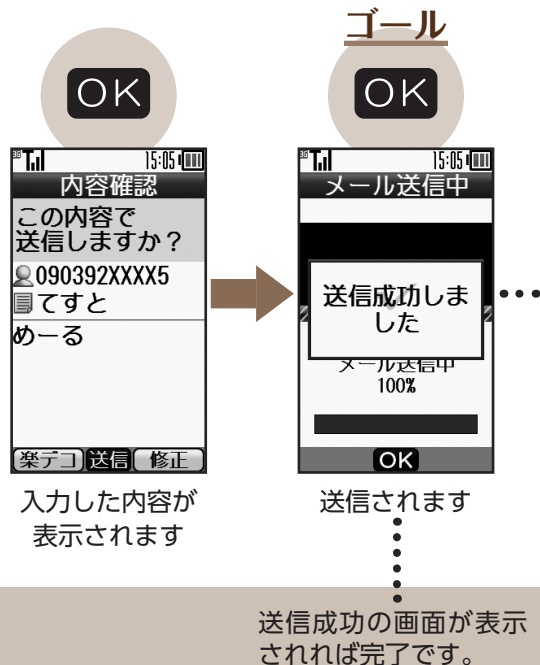 ゴール
OK
OK
3G 15:05
内容確認
この内容で
送信しますか？
090392XXXX5
てすと
めーる
楽デコ 送信 修正
入力した内容が
表示されます
3G 15:05
メール送信中
送信成功しま
した
メール送信中
100%
OK
送信されます
送信成功の画面が表示
されれば完了です。